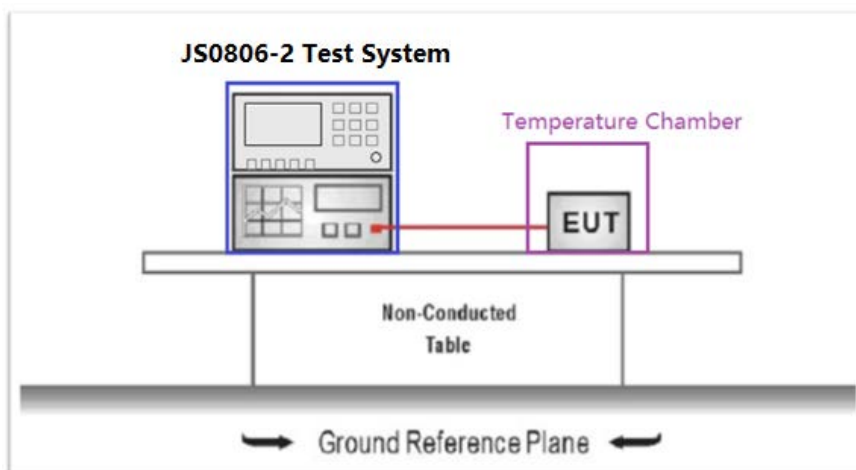 JS0806-2 Test System
Temperature Chamber
EUT
Non-Conducted
Table
Ground Reference Plane